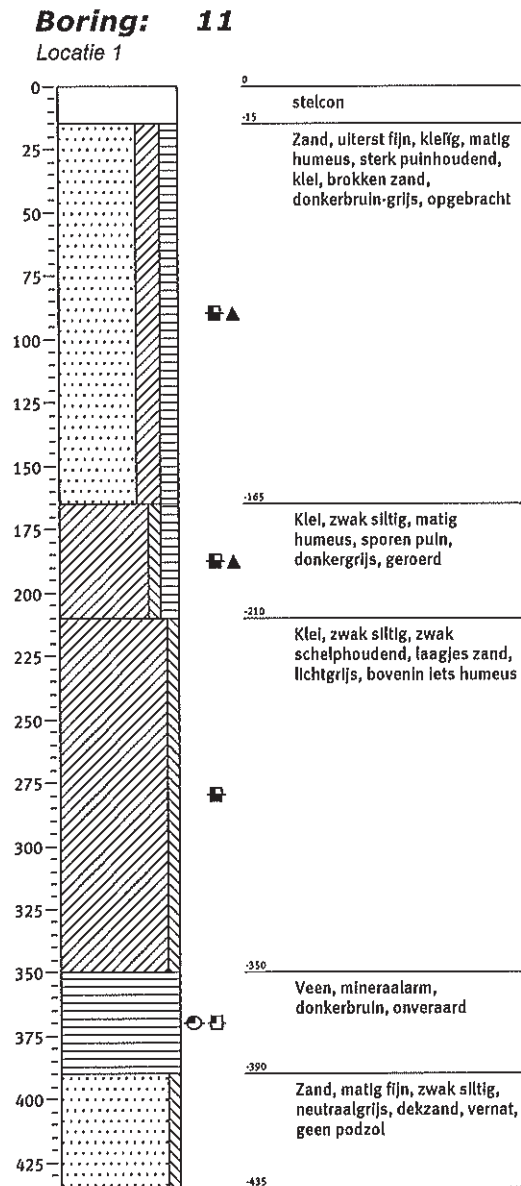 Boring: 11
Locatie 1
0
25
50
75
100
125
150
175
200
225
250
275
300
325
350
375
400
425
0
stelcon
-15
Zand, uiterst fijn, kleiïg, matig
humeus, sterk puinhoudend,
klei, brokken zand,
donkerbruin-grijs, opgebracht
-165
Klei, zwak siltig, matig
humeus, sporen puin,
donkergrijs, geroerd
-210
Klei, zwak siltig, zwak
schelphoudend, laagjes zand,
lichtgrijs, bovenin iets humeus
-350
Veen, mineraalarm,
donkerbruin, onveraard
-390
Zand, matig fijn, zwak siltig,
neutraalgrijs, dekzand, vernat,
geen podzol
-435